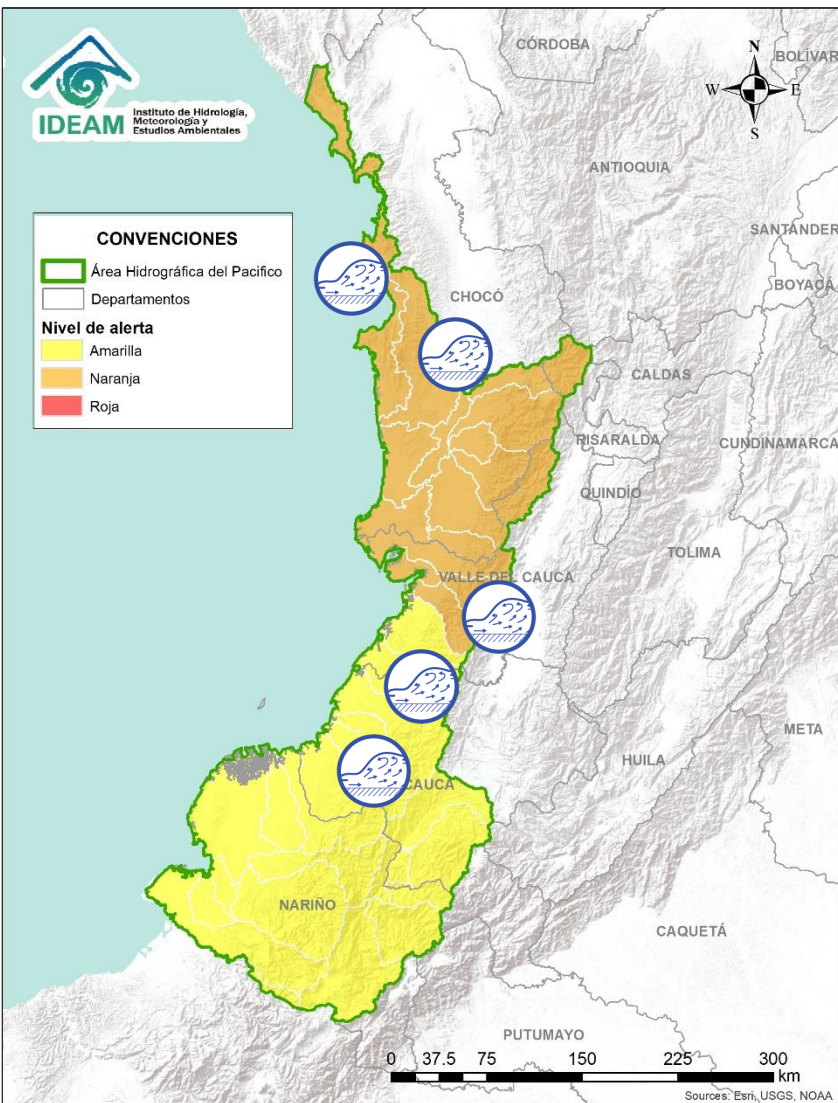 IDEAM
Instituto de Hidrología,
Meteorología y
Estudios Ambientales
CÓRDOBA
BOLÍVAR
N
W
E
S
ANTIOQUIA
SANTANDER
BOYACÁ
CONVENCIONES
Área Hidrográfica del Pacifico
Departamentos
Nivel de alerta
Amarilla
Naranja
Roja
CHOCÓ
CALDAS
RISARALDA
CUNDINAMARCA
QUINDÍO
TOLIMA
VALLE DEL CAUCA
META
HUILA
CAUCA
NARIÑO
CAQUETÁ
PUTUMAYO
0 37.5 75 150 225 300
km
Sources: Esri, USGS, NOAA